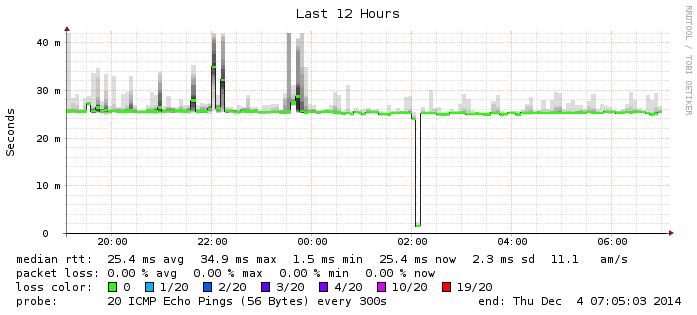 Last 12 Hours
RRDTOOL / TOBI OETIKER
Seconds
40 m
30 m
20 m
10 m
0
20:00 22:00 00:00 02:00 04:00 06:00
median rtt: 25.4 ms avg 34.9 ms max 1.5 ms min 25.4 ms now 2.3 ms sd 11.1 am/s
packet loss: 0.00 % avg 0.00 % max 0.00 % min 0.00 % now
loss color: 0 1/20 2/20 3/20 4/20 10/20 19/20
probe: 20 ICMP Echo Pings (56 Bytes) every 300s end: Thu Dec 4 07:05:03 2014